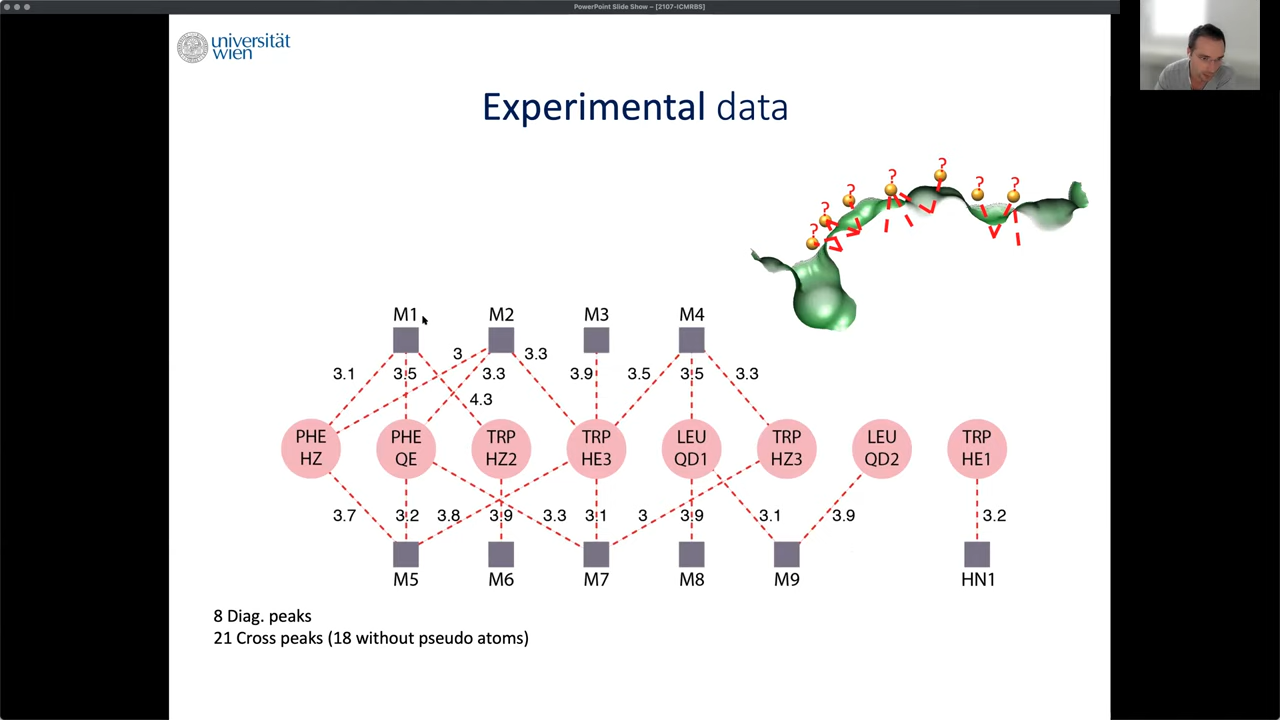 PowerPoint Slide Show – [2107-ICMRBS]
universität
wien
Experimental data
? ? ? ? ? ? ?
M1 M2 M3 M4
3 3.3
3.1 3.5 3.3 3.9 3.5 3.5 3.3
4.3
PHE PHE TRP TRP LEU TRP LEU TRP
HZ QE HZ2 HE3 QD1 HZ3 QD2 HE1
3.7 3.2 3.8 3.9 3.3 3.1 3 3.9 3.1 3.9 3.2
M5 M6 M7 M8 M9 HN1
8 Diag. peaks
21 Cross peaks (18 without pseudo atoms)